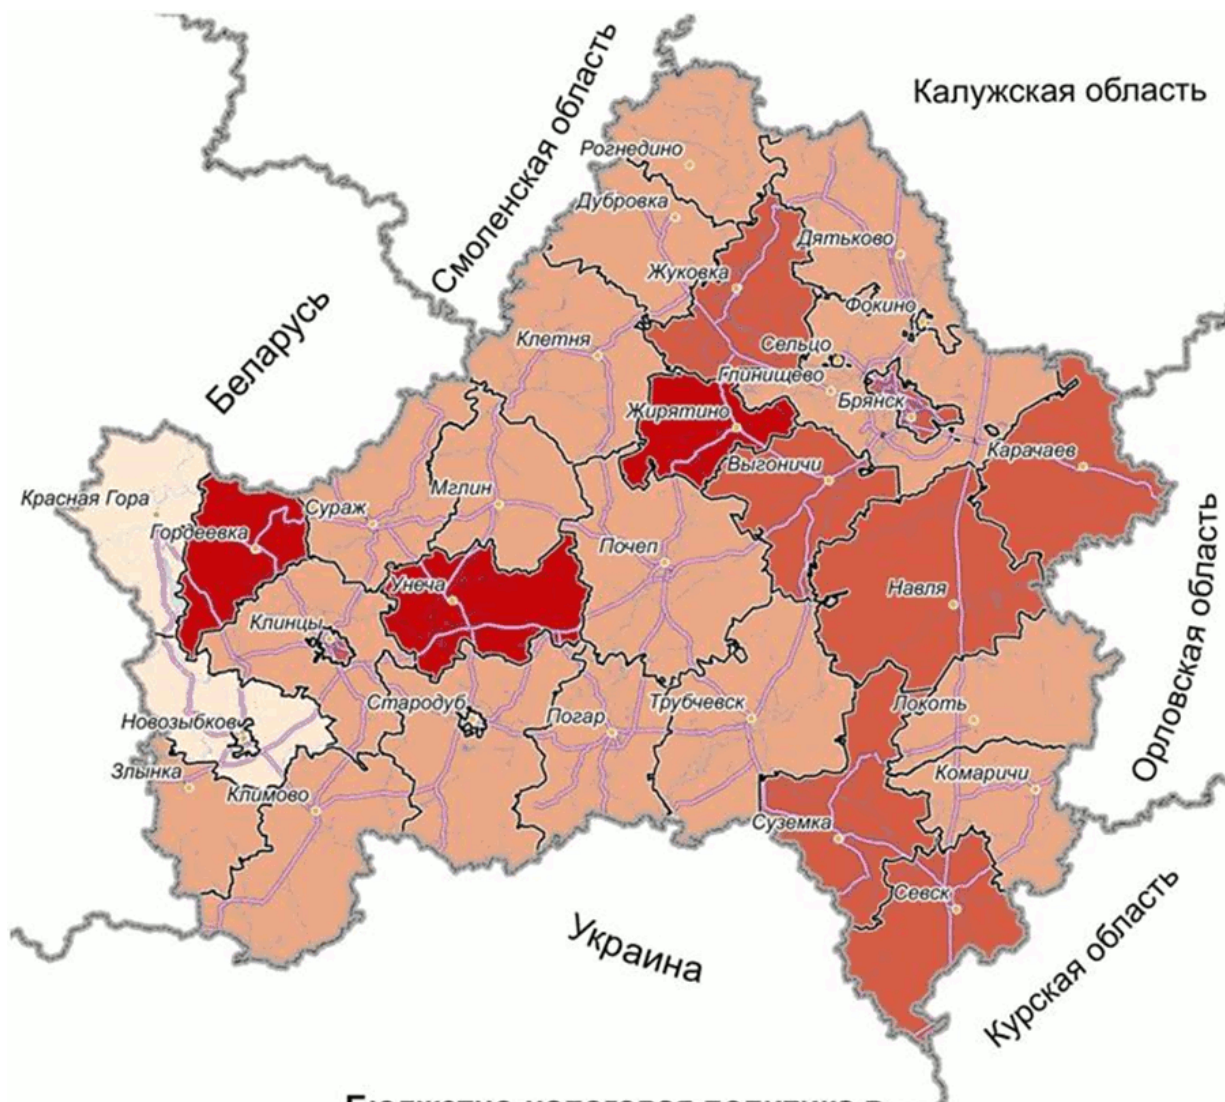 Калужская область
Смоленская область
Беларусь
Рогнедино
Дубровка
Дятьково
Жуковка
Фокино
Клетня
Сельцо
Глинищево
Брянск
Жирятино
Карачаев
Выгоничи
Мглин
Красная Гора
Сураж
Гордеевка
Почеп
Унеча
Навля
Клинцы
Орловская область
Стародуб
Погар
Трубчевск
Локоть
Новозыбков
Злынка
Климово
Комаричи
Суземка
Севск
Украина
Курская область